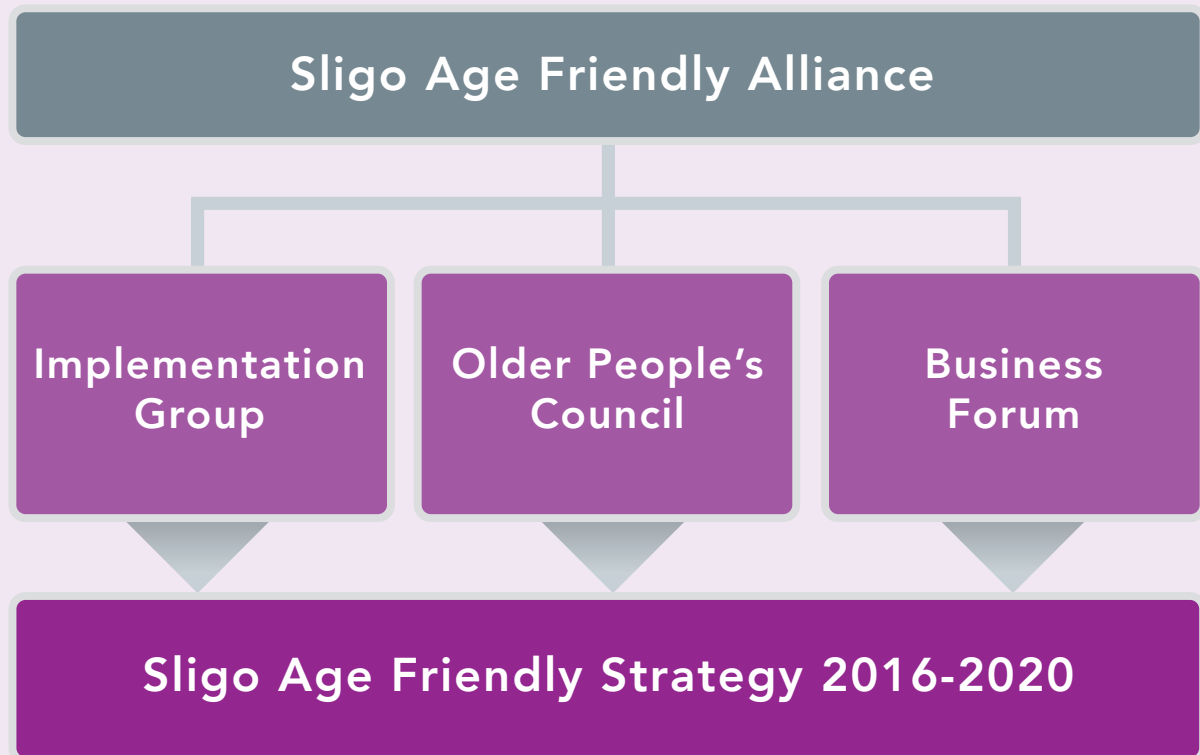 Sligo Age Friendly Alliance
Implementation
Group
Older People’s
Council
Business
Forum
Sligo Age Friendly Strategy 2016-2020